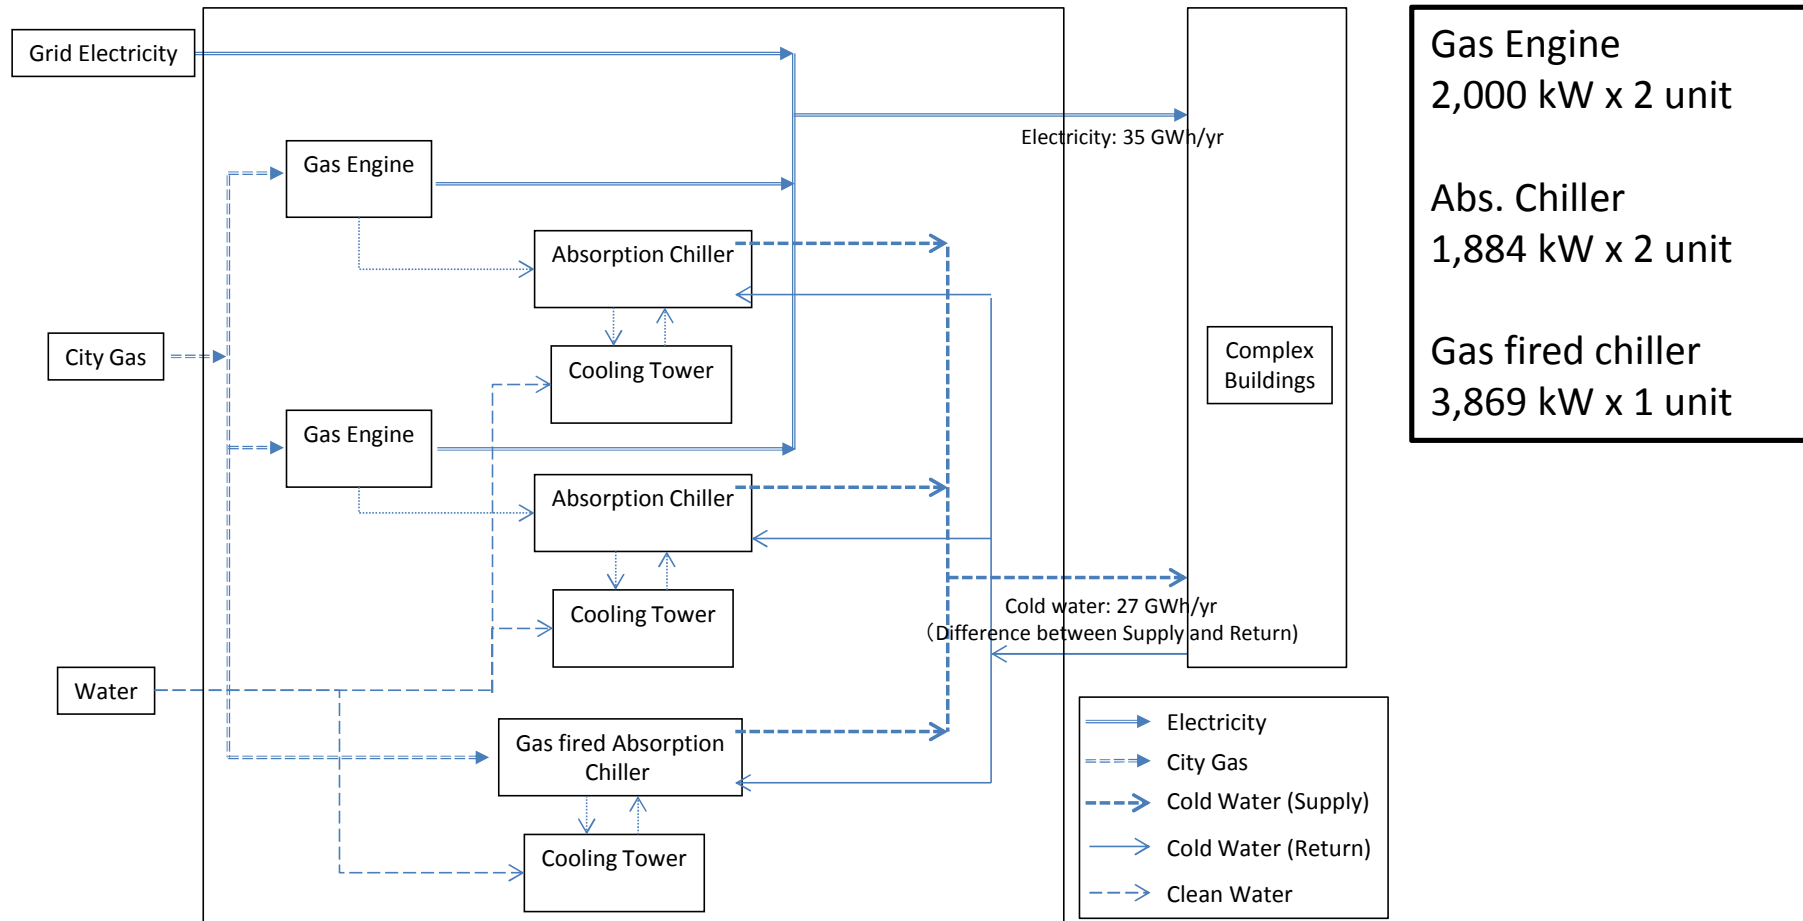 Grid Electricity
Electricity: 35 GWh/yr
Gas Engine
Absorption Chiller
City Gas
Cooling Tower
Gas Engine
Absorption Chiller
Cooling Tower
Water
Gas fired Absorption
Chiller
Cooling Tower
Complex
Buildings
Cold water: 27 GWh/yr
(Difference between Supply and Return)
Gas Engine
2,000 kW x 2 unit
Abs. Chiller
1,884 kW x 2 unit
Gas fired chiller
3,869 kW x 1 unit
Electricity
City Gas
Cold Water (Supply)
Cold Water (Return)
Clean Water